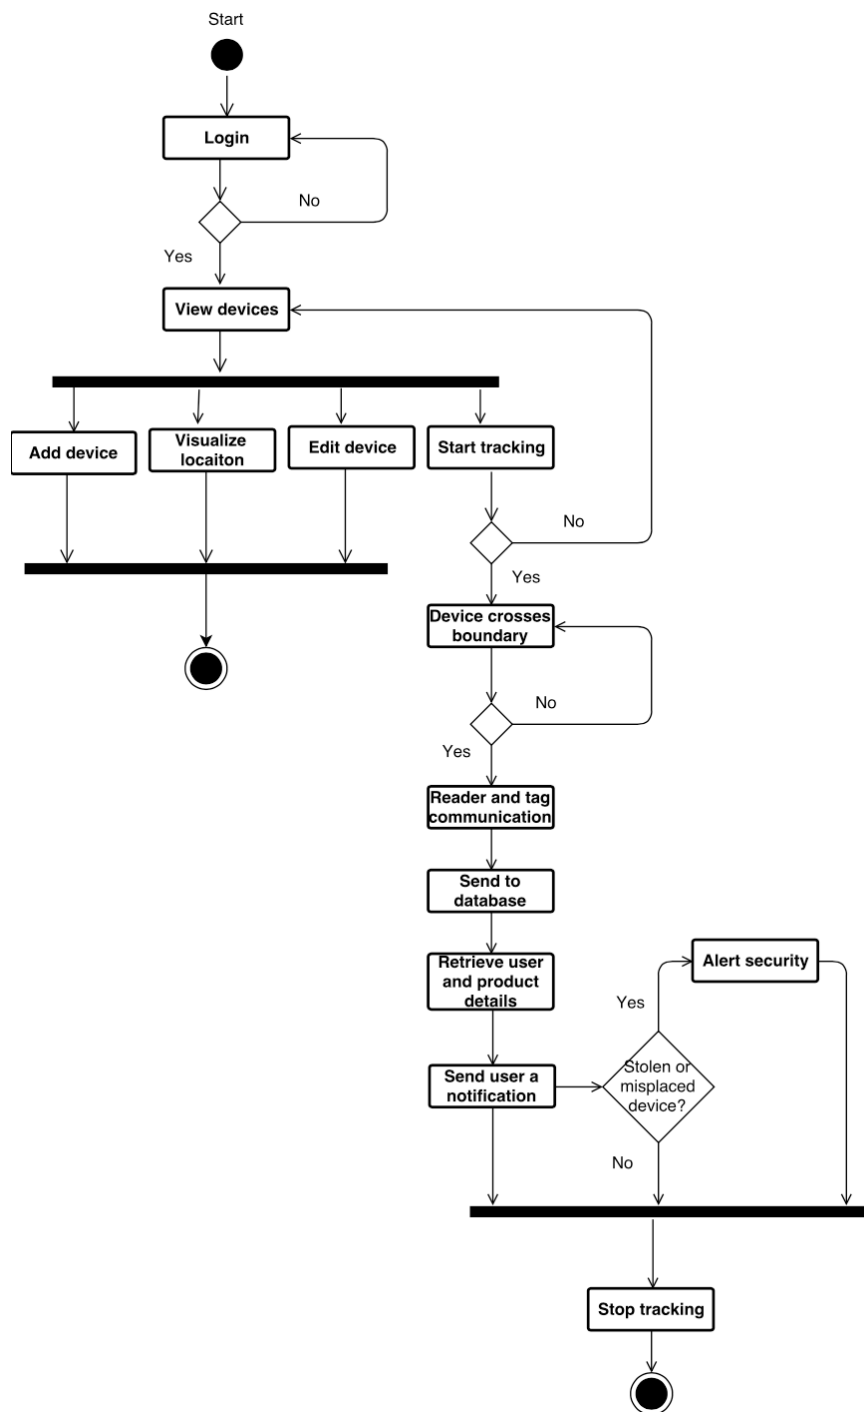 Start
Login
No
Yes
View devices
Add device
Visualize
locaiton
Edit device
Start tracking
No
Yes
Device crosses
boundary
No
Yes
Reader and tag
communication
Send to
database
Retrieve user
and product
details
Alert security
Yes
Stolen or
misplaced
device?
Send user a
notification
No
Stop tracking